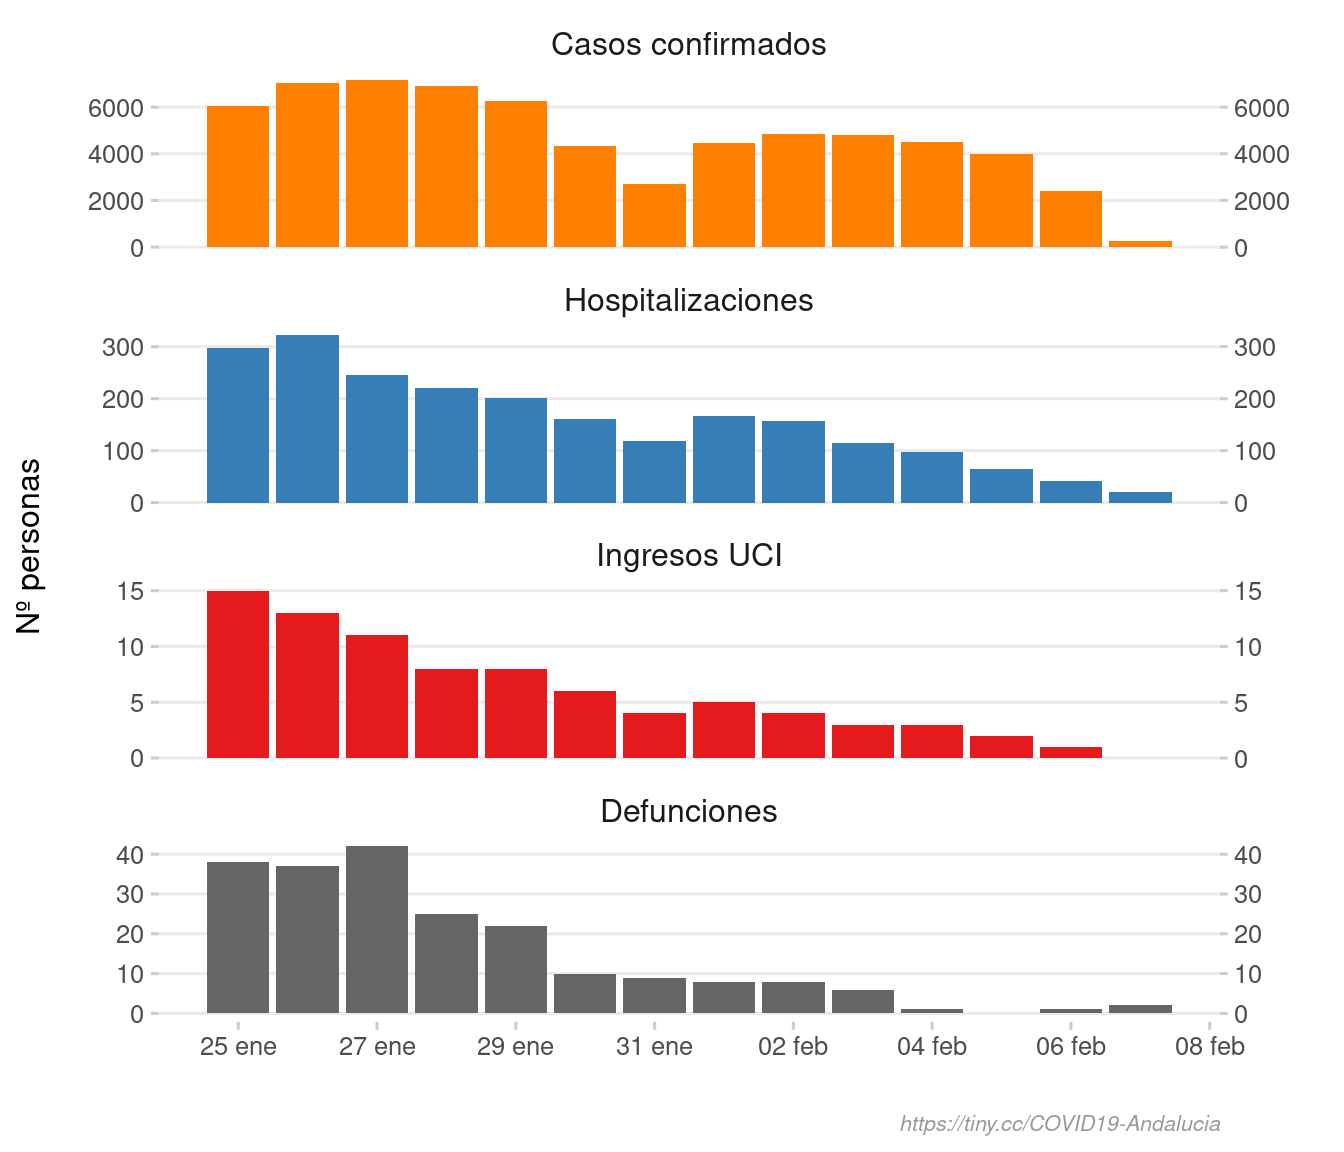 Casos confirmados
6000 6000
4000 4000
2000 2000
0 0
Hospitalizaciones
300 300
200 200
100 100
0 0
Nº personas
Ingresos UCI
15 15
10 10
5 5
0 0
Defunciones
40 40
30 30
20 20
10 10
0 0
25 ene 27 ene 29 ene 31 ene 02 feb 04 feb 06 feb 08 feb
https://tiny.cc/COVID19-Andalucia